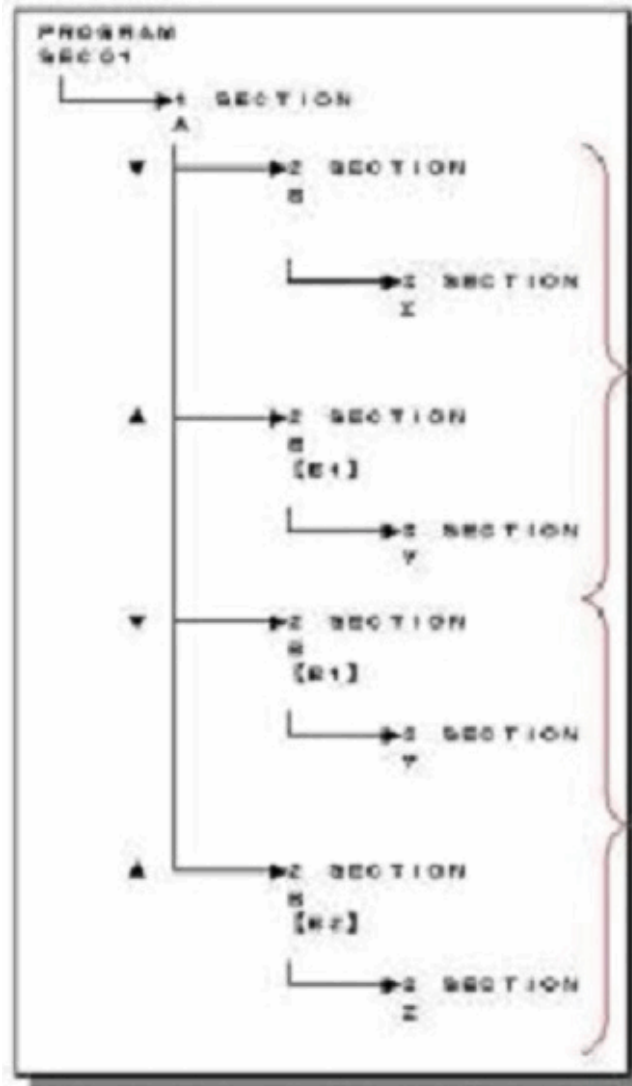 PROGRAM
SEC01
1 SECTION
A
2 SECTION
B
SECTION
X
2 SECTION
B
[B1]
SECTION
Y
2 SECTION
B
[B1]
SECTION
Y
2 SECTION
B
[B2]
SECTION
Z